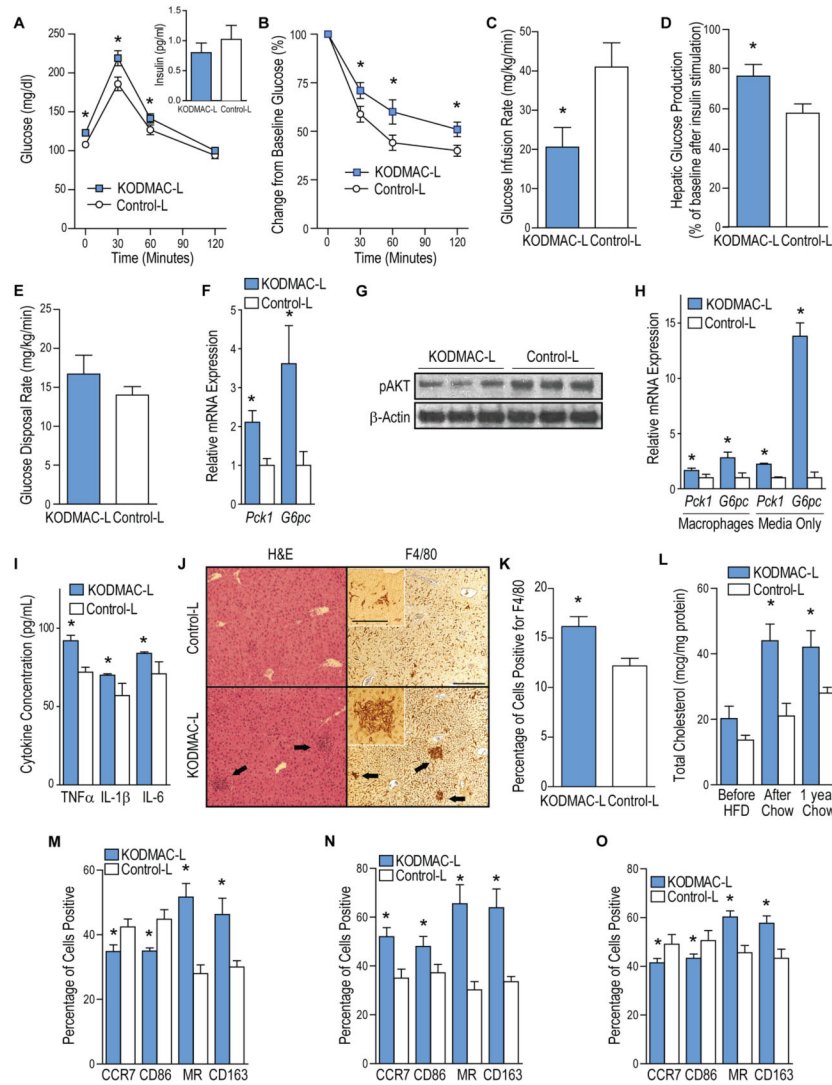 A
Glucose (mg/dl)
250
200
150
100
50
0
*
*
*
KODMAC-L
Control-L
0 30 60 120
Time (Minutes)
Insulin (pg/ml)
1.5
1.0
0.5
0.0
KODMAC-L Control-L
B
Change from Baseline Glucose (%)
100
80
60
40
20
0
*
*
*
KODMAC-L
Control-L
0 30 60 120
Time (Minutes)
C
Glucose Infusion Rate (mg/kg/min)
50
40
30
20
10
0
*
KODMAC-L Control-L
D
Hepatic Glucose Production
(% of baseline after insulin stimulation)
100
80
60
40
20
0
*
KODMAC-L Control-L
E
Glucose Disposal Rate (mg/kg/min)
25
20
15
10
5
0
KODMAC-L Control-L
F
KODMAC-L
Control-L
Relative mRNA Expression
5
4
3
2
1
0
*
*
Pck1 G6pc
G
KODMAC-L Control-L
pAKT
β-Actin
H
KODMAC-L
Control-L
Relative mRNA Expression
15
10
5
0
* * * *
Pck1 G6pc Pck1 G6pc
Macrophages Media Only
I
KODMAC-L
Control-L
Cytokine Concentration (pg/mL)
100
50
0
* * *
TNFα IL-1β IL-6
J
H&E F4/80
Control-L
KODMAC-L
K
Percentage of Cells Positive for F4/80
20
15
10
5
0
*
KODMAC-L Control-L
L
KODMAC-L
Control-L
Total Cholesterol (mcg/mg protein)
60
40
20
0
* *
Before HFD
After Chow
1 year Chow
M
KODMAC-L
Control-L
Percentage of Cells Positive
60
40
20
0
* * * *
CCR7 CD86 MR CD163
N
KODMAC-L
Control-L
Percentage of Cells Positive
80
60
40
20
0
* * * *
CCR7 CD86 MR CD163
O
KODMAC-L
Control-L
Percentage of Cells Positive
80
60
40
20
0
* * * *
CCR7 CD86 MR CD163